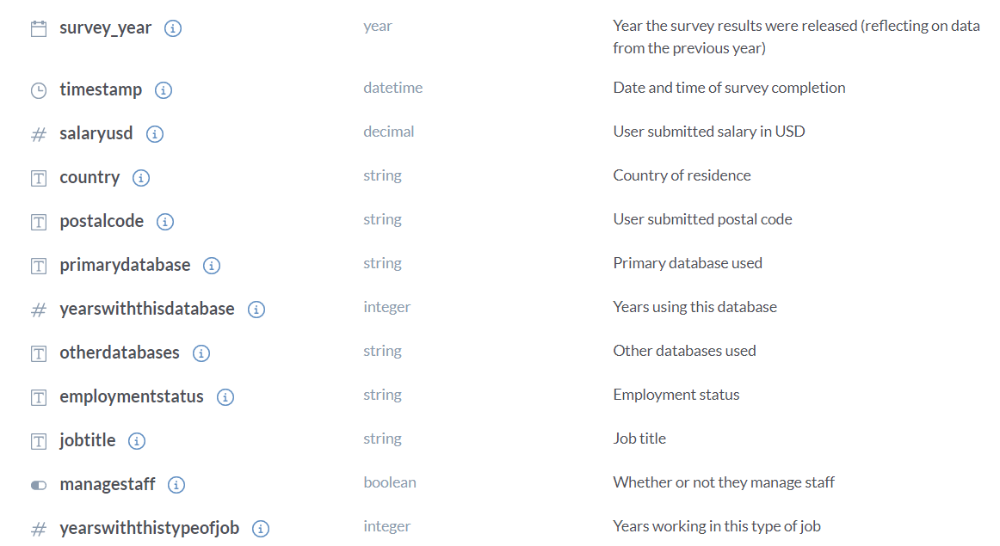 survey_year year Year the survey results were released (reflecting on data
from the previous year)
timestamp datetime Date and time of survey completion
# salaryusd decimal User submitted salary in USD
country string Country of residence
postalcode string User submitted postal code
primarydatabase string Primary database used
# yearswiththisdatabase integer Years using this database
otherdatabases string Other databases used
employmentstatus string Employment status
jobtitle string Job title
managestaff boolean Whether or not they manage staff
# yearswiththistypeofjob integer Years working in this type of job